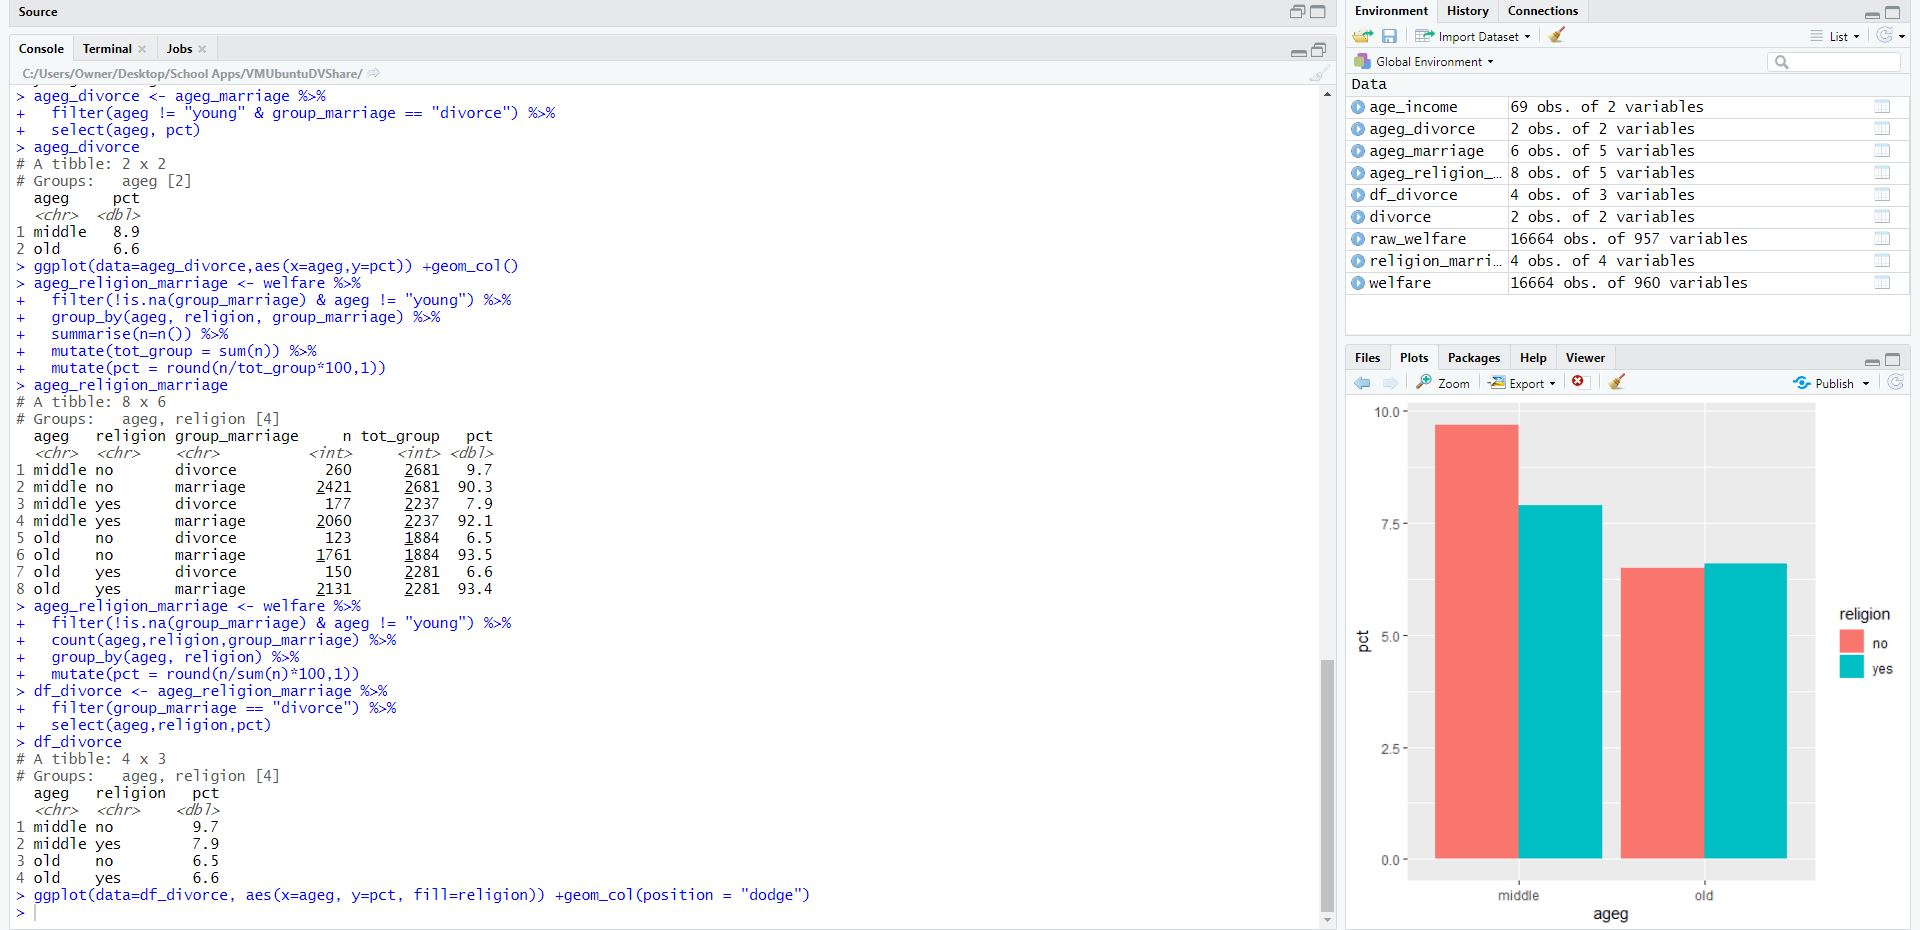 Source
Console Terminal Jobs
C:/Users/Owner/Desktop/School Apps/VMUbuntuDVShare/
> ageg_divorce <- ageg_marriage %>%
+   filter(ageg != "young" & group_marriage == "divorce") %>%
+   select(ageg, pct)
> ageg_divorce
# A tibble: 2 x 2
# Groups:   ageg [2]
  ageg     pct
  <chr>  <dbl>
1 middle   8.9
2 old      6.6
> ggplot(data=ageg_divorce,aes(x=ageg,y=pct)) +geom_col()
> ageg_religion_marriage <- welfare %>%
+   filter(!is.na(group_marriage) & ageg != "young") %>%
+   group_by(ageg, religion, group_marriage) %>%
+   summarise(n=n()) %>%
+   mutate(tot_group = sum(n)) %>%
+   mutate(pct = round(n/tot_group*100,1))
> ageg_religion_marriage
# A tibble: 8 x 6
# Groups:   ageg, religion [4]
  ageg   religion group_marriage     n tot_group   pct
  <chr>  <chr>    <chr>          <int>     <int> <dbl>
1 middle no       divorce          260      2681   9.7
2 middle no       marriage        2421      2681  90.3
3 middle yes      divorce          177      2237   7.9
4 middle yes      marriage        2060      2237  92.1
5 old    no       divorce          123      1884   6.5
6 old    no       marriage        1761      1884  93.5
7 old    yes      divorce          150      2281   6.6
8 old    yes      marriage        2131      2281  93.4
> ageg_religion_marriage <- welfare %>%
+   filter(!is.na(group_marriage) & ageg != "young") %>%
+   count(ageg,religion,group_marriage) %>%
+   group_by(ageg, religion) %>%
+   mutate(pct = round(n/sum(n)*100,1))
> df_divorce <- ageg_religion_marriage %>%
+   filter(group_marriage == "divorce") %>%
+   select(ageg,religion,pct)
> df_divorce
# A tibble: 4 x 3
# Groups:   ageg, religion [4]
  ageg   religion   pct
  <chr>  <chr>    <dbl>
1 middle no         9.7
2 middle yes        7.9
3 old    no         6.5
4 old    yes        6.6
> ggplot(data=df_divorce, aes(x=ageg, y=pct, fill=religion)) +geom_col(position = "dodge")
>
Environment History Connections
Import Dataset List
Global Environment
Data
age_income 69 obs. of 2 variables
ageg_divorce 2 obs. of 2 variables
ageg_marriage 6 obs. of 5 variables
ageg_religion_… 8 obs. of 5 variables
df_divorce 4 obs. of 3 variables
divorce 2 obs. of 2 variables
raw_welfare 16664 obs. of 957 variables
religion_marri… 4 obs. of 4 variables
welfare 16664 obs. of 960 variables
Files Plots Packages Help Viewer
Zoom Export Publish
10.0
7.5
5.0
2.5
0.0
pct
middle old
ageg
religion
no
yes